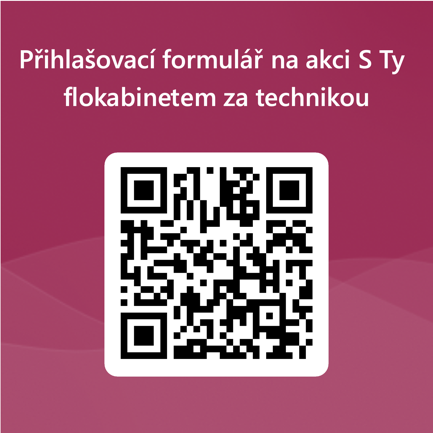 Přihlašovací formulář na akci S Ty
flokabinetem za technikou